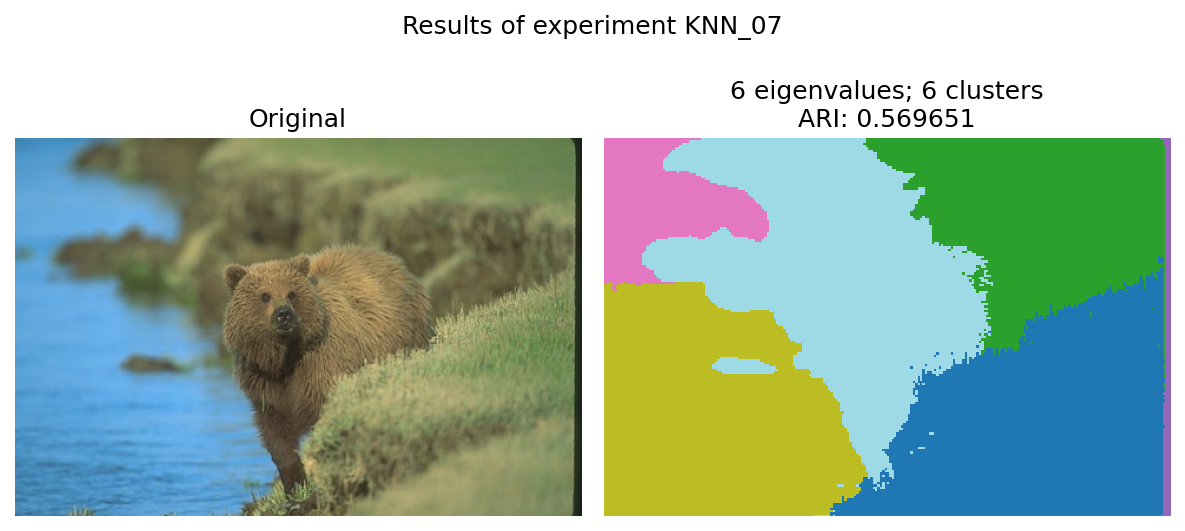 Results of experiment KNN_07
Original
6 eigenvalues; 6 clusters
ARI: 0.569651